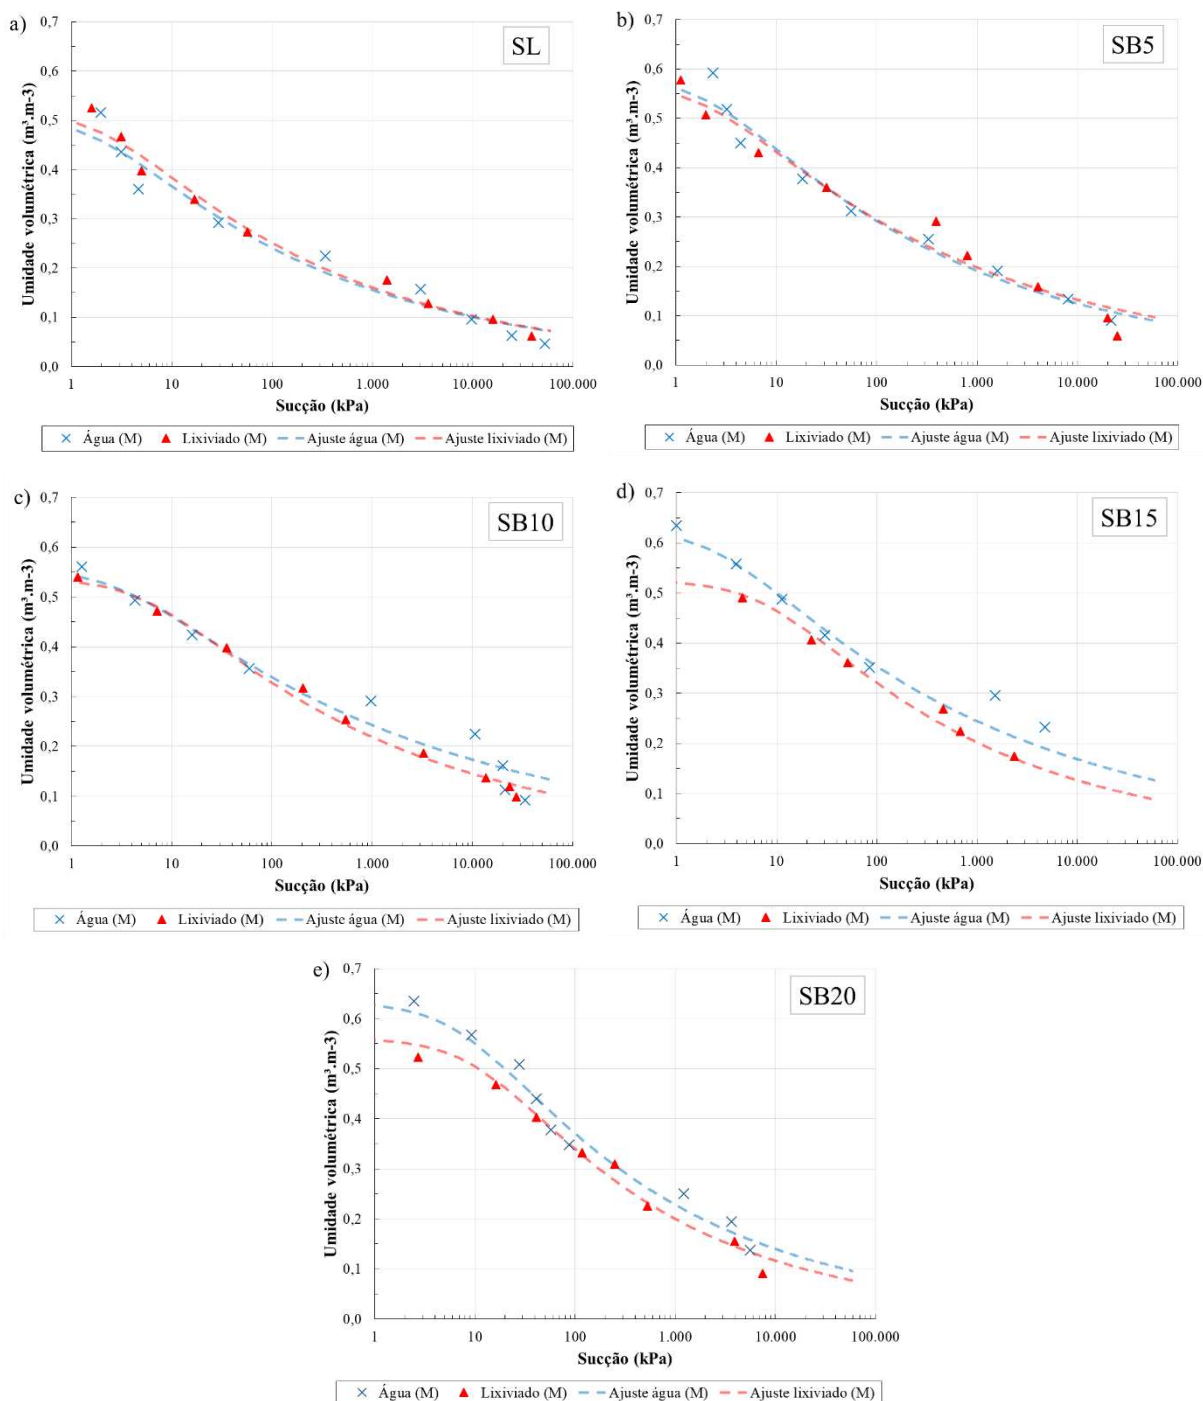 a)
SL
Umidade volumétrica (m³.m-3)
0,7
0,6
0,5
0,4
0,3
0,2
0,1
0,0
1 10 100 1.000 10.000 100.000
Sucção (kPa)
Água (M) Lixiviado (M) Ajuste água (M) Ajuste lixiviado (M)
b)
SB5
Umidade volumétrica (m³.m-3)
0,7
0,6
0,5
0,4
0,3
0,2
0,1
0,0
1 10 100 1.000 10.000 100.000
Sucção (kPa)
Água (M) Lixiviado (M) Ajuste água (M) Ajuste lixiviado (M)
c)
SB10
Umidade volumétrica (m³.m-3)
0,7
0,6
0,5
0,4
0,3
0,2
0,1
0,0
1 10 100 1.000 10.000 100.000
Sucção (kPa)
Água (M) Lixiviado (M) Ajuste água (M) Ajuste lixiviado (M)
d)
SB15
Umidade volumétrica (m³.m-3)
0,7
0,6
0,5
0,4
0,3
0,2
0,1
0,0
1 10 100 1.000 10.000 100.000
Sucção (kPa)
Água (M) Lixiviado (M) Ajuste água (M) Ajuste lixiviado (M)
e)
SB20
Umidade volumétrica (m³.m-3)
0,7
0,6
0,5
0,4
0,3
0,2
0,1
0,0
1 10 100 1.000 10.000 100.000
Sucção (kPa)
Água (M) Lixiviado (M) Ajuste água (M) Ajuste lixiviado (M)